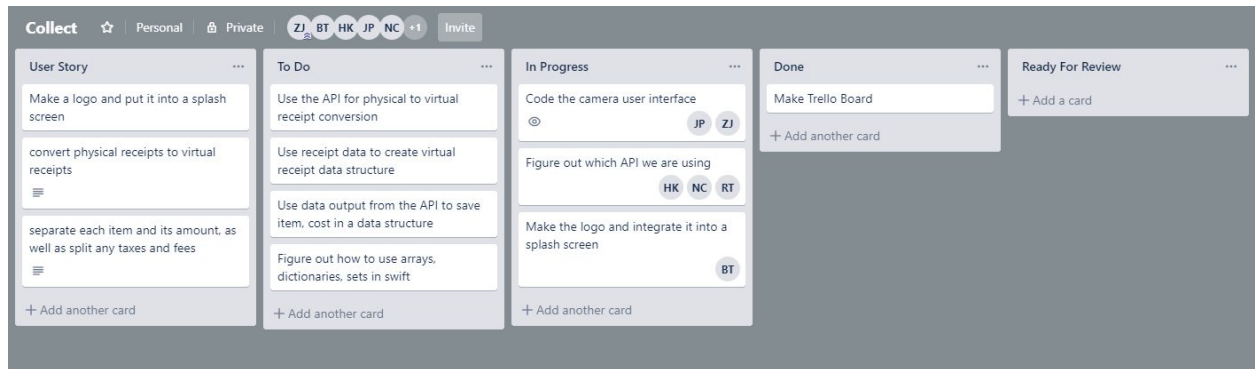 Collect Personal Private ZJ BT HK JP NC +1 Invite
User Story
Make a logo and put it into a splash
screen
convert physical receipts to virtual
receipts
separate each item and its amount, as
well as split any taxes and fees
+ Add another card
To Do
Use the API for physical to virtual
receipt conversion
Use receipt data to create virtual
receipt data structure
Use data output from the API to save
item, cost in a data structure
Figure out how to use arrays,
dictionaries, sets in swift
+ Add another card
In Progress
Code the camera user interface
JP ZJ
Figure out which API we are using
HK NC RT
Make the logo and integrate it into a
splash screen
BT
+ Add another card
Done
Make Trello Board
+ Add another card
Ready For Review
+ Add a card